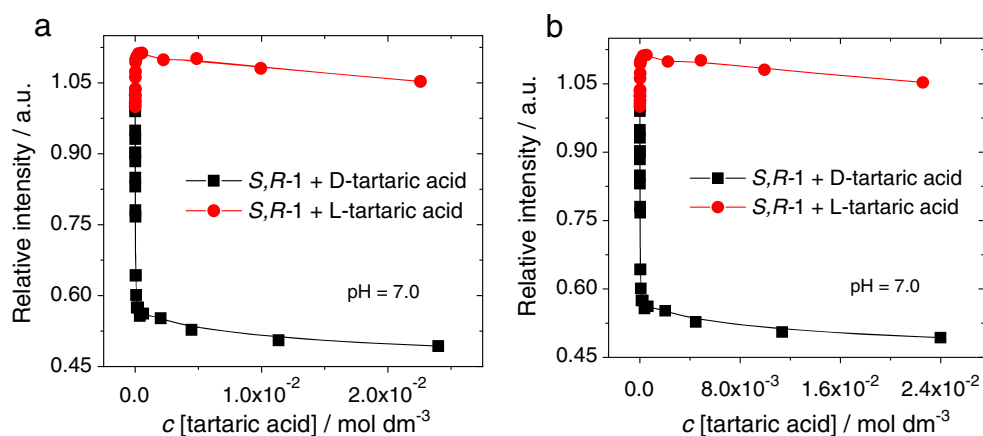 a
Relative intensity / a.u.
1.05
0.90
0.75
0.60
0.45
S,R-1 + D-tartaric acid
S,R-1 + L-tartaric acid
pH = 7.0
0.0
1.0x10⁻²
2.0x10⁻²
c [tartaric acid] / mol dm⁻³
b
Relative intensity / a.u.
1.05
0.90
0.75
0.60
0.45
S,R-1 + D-tartaric acid
S,R-1 + L-tartaric acid
pH = 7.0
0.0
8.0x10⁻³
1.6x10⁻²
2.4x10⁻²
c [tartaric acid] / mol dm⁻³